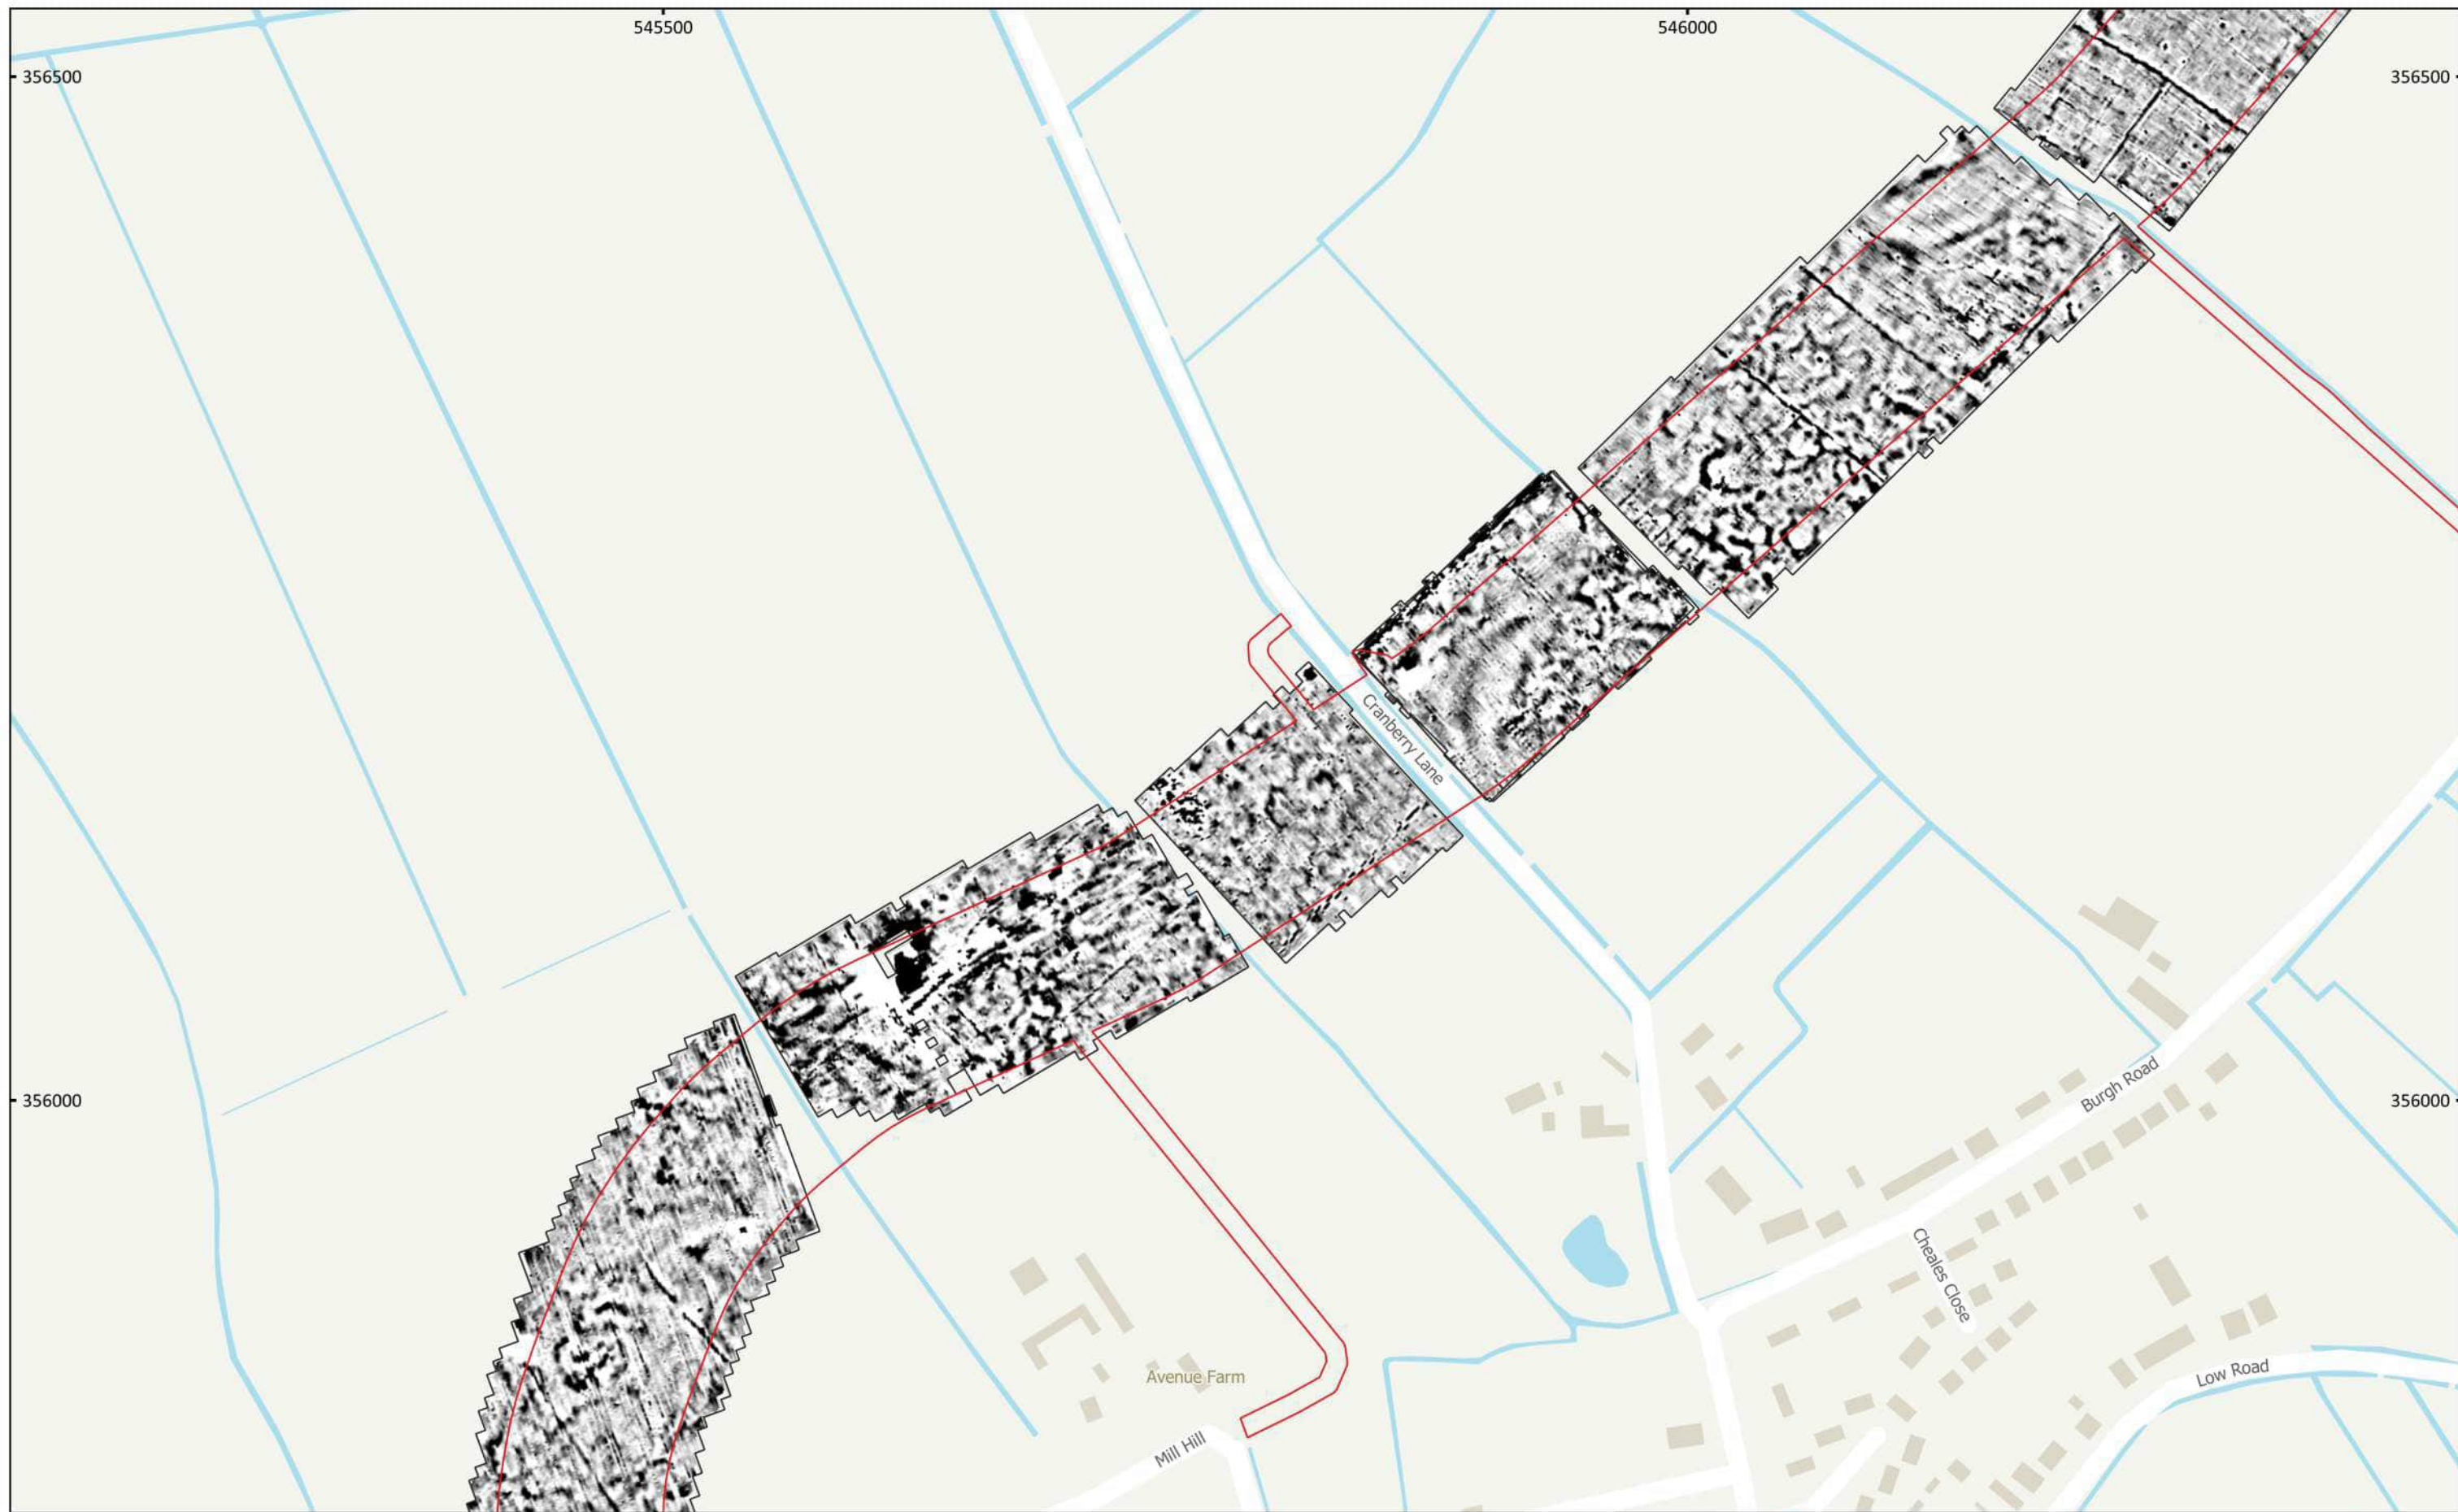 545500
546000
356500
356500
Cranberry Lane
356000
356000
Burgh Road
Cheales Close
Low Road
Avenue Farm
Mill Hill